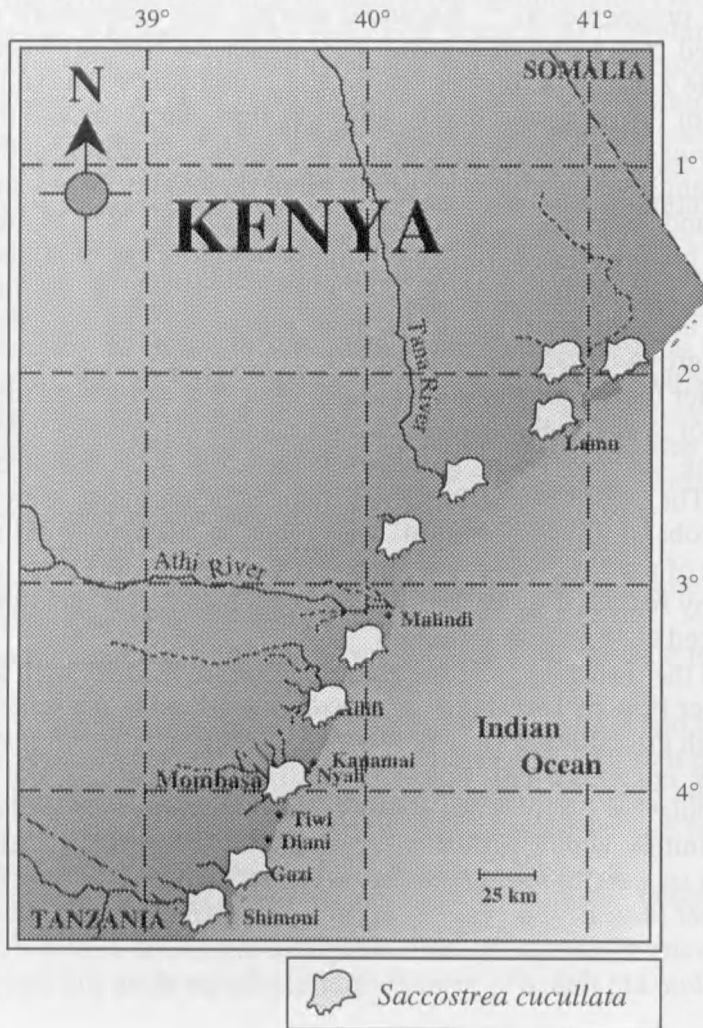 39°
40°
41°
SOMALIA
N
1°
KENYA
Tana River
2°
Lamu
Athi River
3°
Malindi
Indian
Ocean
Kanamai
Mombasa
Nyali
4°
Tiwi
Diani
Gazi
25 km
TANZANIA
Shimoni
Saccostrea cucullata